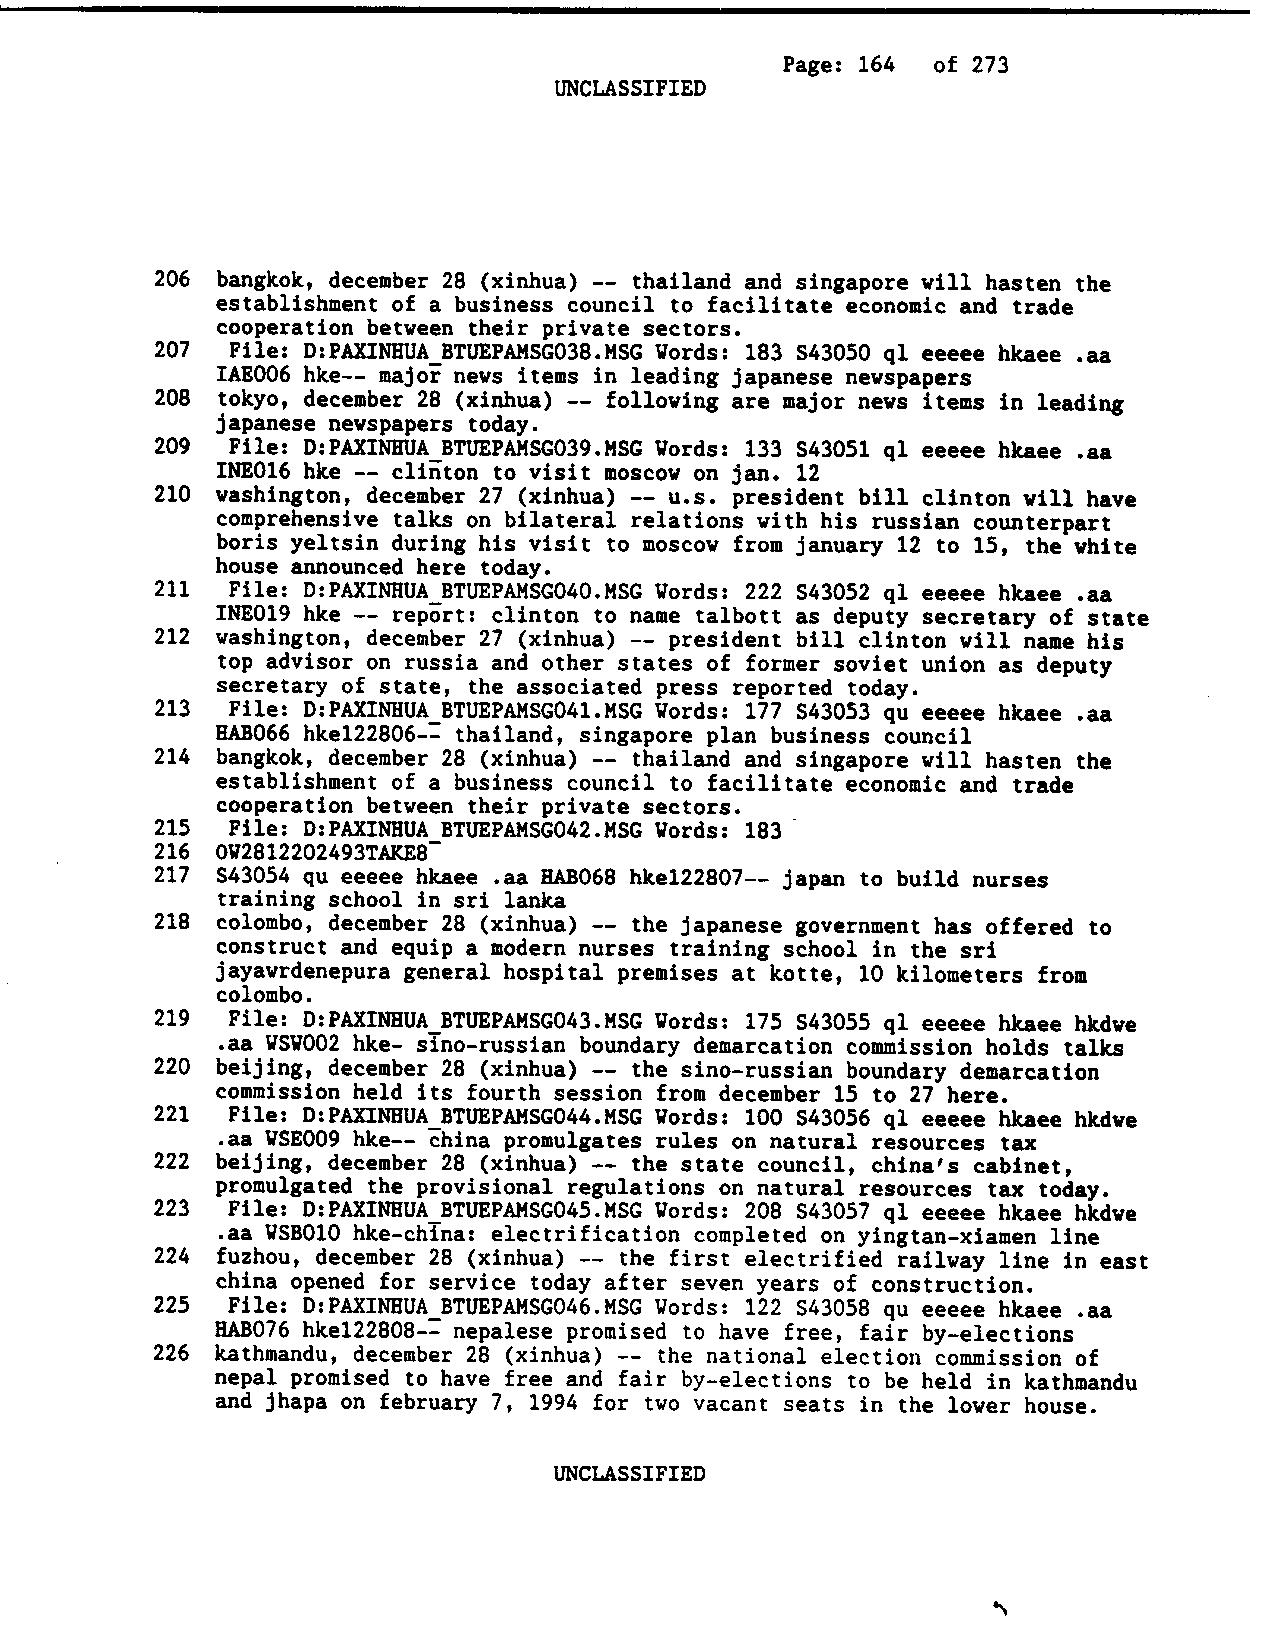 Page: 164 of 273
UNCLASSIFIED
206 bangkok, december 28 (xinhua) -- thailand and singapore will hasten the
establishment of a business council to facilitate economic and trade
cooperation between their private sectors.
207 File: D:PAXINHUA_BTUEPAMSG038.MSG Words: 183 S43050 ql eeeee hkaee .aa
IAE006 hke-- major news items in leading japanese newspapers
208 tokyo, december 28 (xinhua) -- following are major news items in leading
japanese newspapers today.
209 File: D:PAXINHUA_BTUEPAMSG039.MSG Words: 133 S43051 ql eeeee hkaee .aa
INE016 hke -- clinton to visit moscow on jan. 12
210 washington, december 27 (xinhua) -- u.s. president bill clinton will have
comprehensive talks on bilateral relations with his russian counterpart
boris yeltsin during his visit to moscow from january 12 to 15, the white
house announced here today.
211 File: D:PAXINHUA_BTUEPAMSG040.MSG Words: 222 S43052 ql eeeee hkaee .aa
INE019 hke -- report: clinton to name talbott as deputy secretary of state
212 washington, december 27 (xinhua) -- president bill clinton will name his
top advisor on russia and other states of former soviet union as deputy
secretary of state, the associated press reported today.
213 File: D:PAXINHUA_BTUEPAMSG041.MSG Words: 177 S43053 qu eeeee hkaee .aa
HAB066 hke122806-- thailand, singapore plan business council
214 bangkok, december 28 (xinhua) -- thailand and singapore will hasten the
establishment of a business council to facilitate economic and trade
cooperation between their private sectors.
215 File: D:PAXINHUA_BTUEPAMSG042.MSG Words: 183
216 OW2812202493TAKE8
217 S43054 qu eeeee hkaee .aa HAB068 hke122807-- japan to build nurses
training school in sri lanka
218 colombo, december 28 (xinhua) -- the japanese government has offered to
construct and equip a modern nurses training school in the sri
jayawrdenepura general hospital premises at kotte, 10 kilometers from
colombo.
219 File: D:PAXINHUA_BTUEPAMSG043.MSG Words: 175 S43055 ql eeeee hkaee hkdwe
.aa WSW002 hke- sino-russian boundary demarcation commission holds talks
220 beijing, december 28 (xinhua) -- the sino-russian boundary demarcation
commission held its fourth session from december 15 to 27 here.
221 File: D:PAXINHUA_BTUEPAMSG044.MSG Words: 100 S43056 ql eeeee hkaee hkdwe
.aa WSE009 hke-- china promulgates rules on natural resources tax
222 beijing, december 28 (xinhua) -- the state council, china's cabinet,
promulgated the provisional regulations on natural resources tax today.
223 File: D:PAXINHUA_BTUEPAMSG045.MSG Words: 208 S43057 ql eeeee hkaee hkdwe
.aa WSB010 hke-china: electrification completed on yingtan-xiamen line
224 fuzhou, december 28 (xinhua) -- the first electrified railway line in east
china opened for service today after seven years of construction.
225 File: D:PAXINHUA_BTUEPAMSG046.MSG Words: 122 S43058 qu eeeee hkaee .aa
HAB076 hke122808-- nepalese promised to have free, fair by-elections
226 kathmandu, december 28 (xinhua) -- the national election commission of
nepal promised to have free and fair by-elections to be held in kathmandu
and jhapa on february 7, 1994 for two vacant seats in the lower house.
UNCLASSIFIED